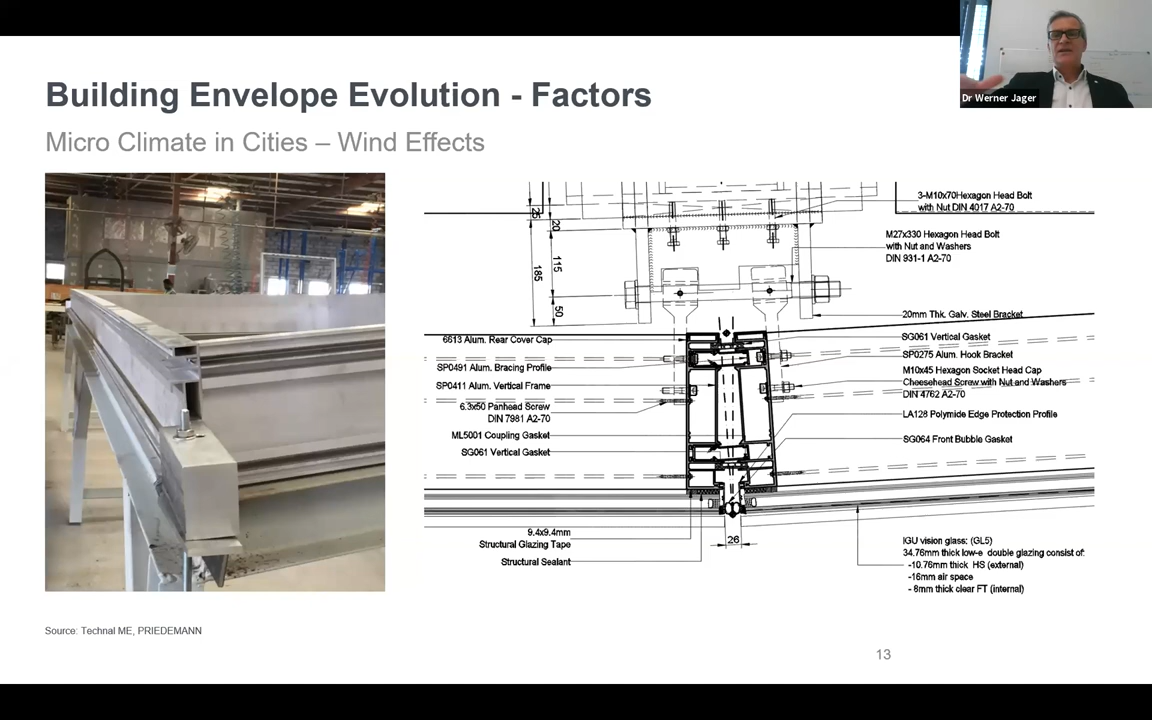 Dr Werner Jager
Building Envelope Evolution - Factors
Micro Climate in Cities – Wind Effects
25
20
115
185
50
3-M10x70Hexagon Head Bolt
with Nut DIN 4017 A2-70
M27x330 Hexagon Head Bolt
with Nut and Washers
DIN 931-1 A2-70
20mm Thk. Galv. Steel Bracket
6613 Alum. Rear Cover Cap
SP0491 Alum. Bracing Profile
SP0411 Alum. Vertical Frame
6.3x50 Panhead Screw
DIN 7981 A2-70
ML5001 Coupling Gasket
SG061 Vertical Gasket
SG061 Vertical Gasket
SP0275 Alum. Hook Bracket
M10x45 Hexagon Socket Head Cap
Cheesehead Screw with Nut and Washers
DIN 4762 A2-70
LA128 Polymide Edge Protection Profile
SG064 Front Bubble Gasket
9.4x9.4mm
Structural Glazing Tape
Structural Sealant
26
IGU vision glass: (GL5)
34.76mm thick low-e double glazing consist of:
-10.76mm thick HS (external)
-16mm air space
- 8mm thick clear FT (internal)
Source: Technal ME, PRIEDEMANN
13